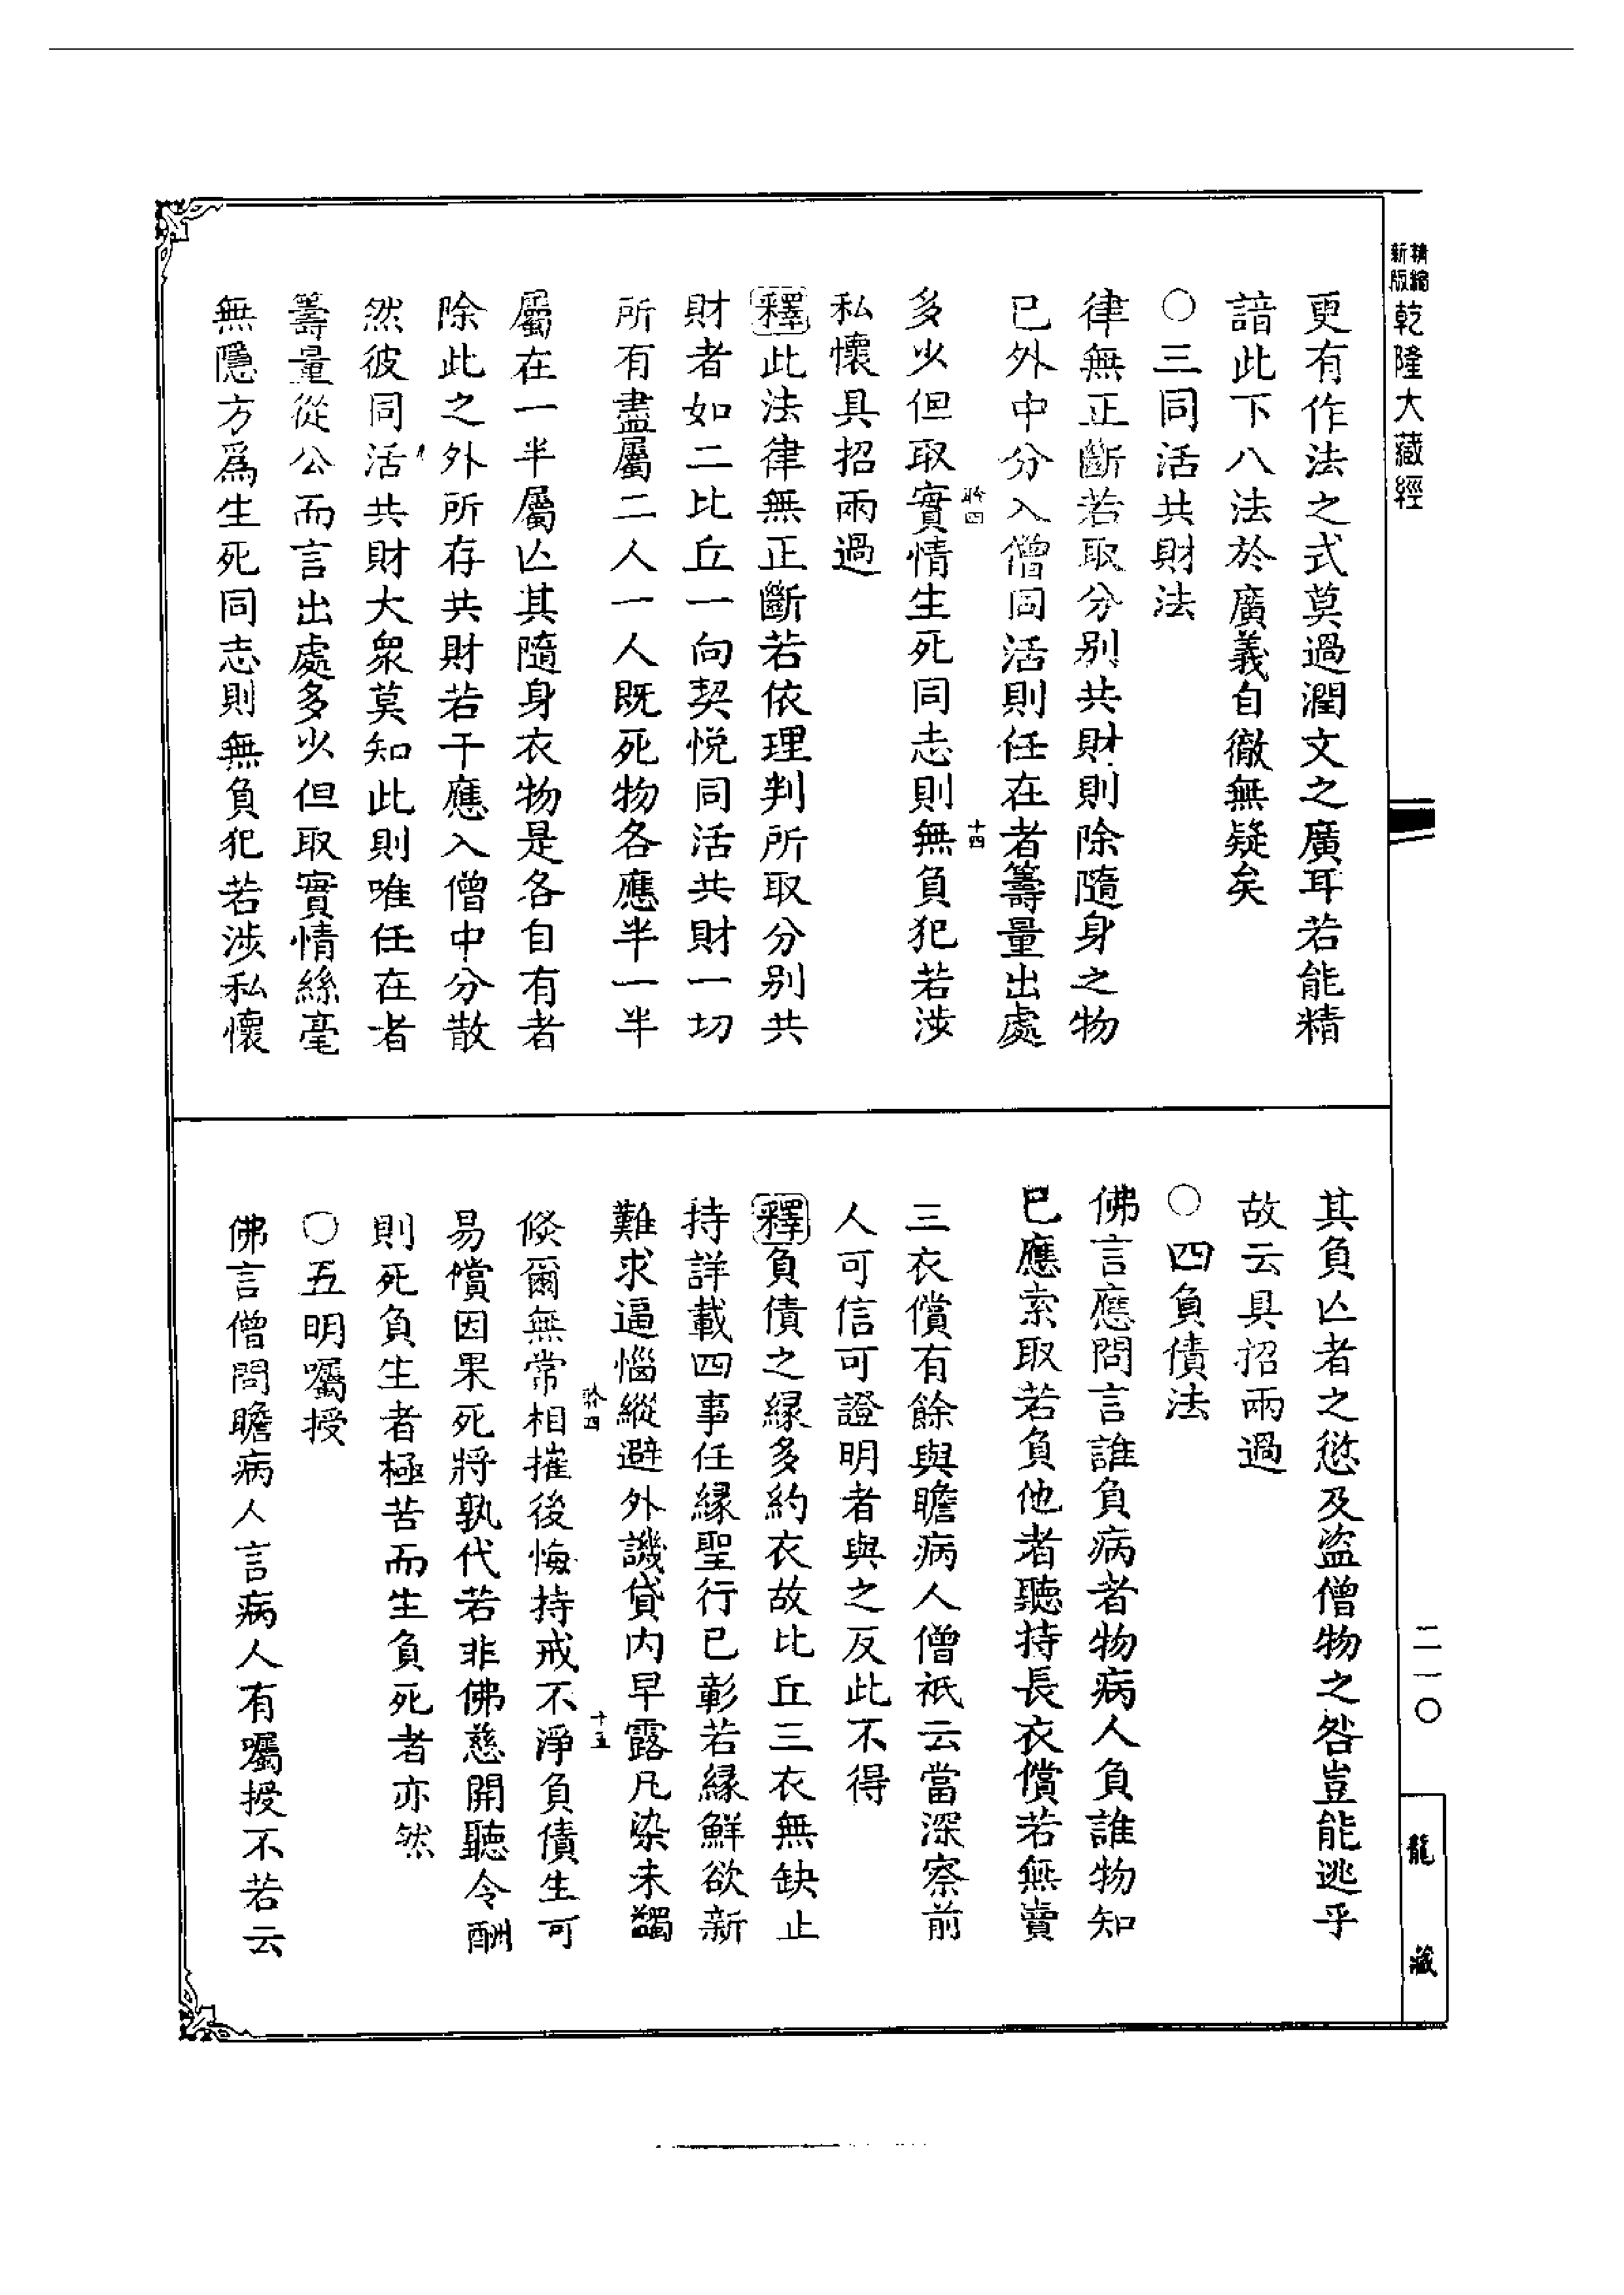 精縮
新版
乾隆大藏經
更有作法之式莫過潤文之廣耳若能精
諳此下八法於廣義自徹無疑矣
○三同活共財法
律無正斷若取分別共財則除隨身之物
已外中分入僧同活則任在者籌量出處
多少但取實情生死同志則無負犯若涉
聆四
十四
私懷具招兩過
釋此法律無正斷若依理判所取分別共
財者如二比丘一向契悅同活共財一切
所有盡屬二人一人既死物各應半一半
屬在一半屬亾其隨身衣物是各自有者
除此之外所存共財若干應入僧中分散
然彼同活共財大衆莫知此則唯任在者
籌量從公而言出處多少但取實情絲毫
無隱方爲生死同志則無負犯若涉私懷
其負亾者之愆及盜僧物之咎豈能逃乎
故云具招兩過
○四負債法
佛言應問言誰負病者物病人負誰物知
已應索取若負他者聽持長衣償若無賣
三衣償有餘與瞻病人僧祇云當深察前
人可信可證明者與之反此不得
釋負債之緣多約衣故比丘三衣無缺止
持詳載四事任緣聖行已彰若緣鮮欲新
難求逼惱縱避外譏貸內早露凡染未蠲
倐爾無常相摧後悔持戒不淨負債生可
聆四
十五
易償因果死將孰代若非佛慈開聽令酬
則死負生者極苦而生負死者亦然
○五明囑授
佛言僧問瞻病人言病人有囑授不若云
二一〇
龍藏